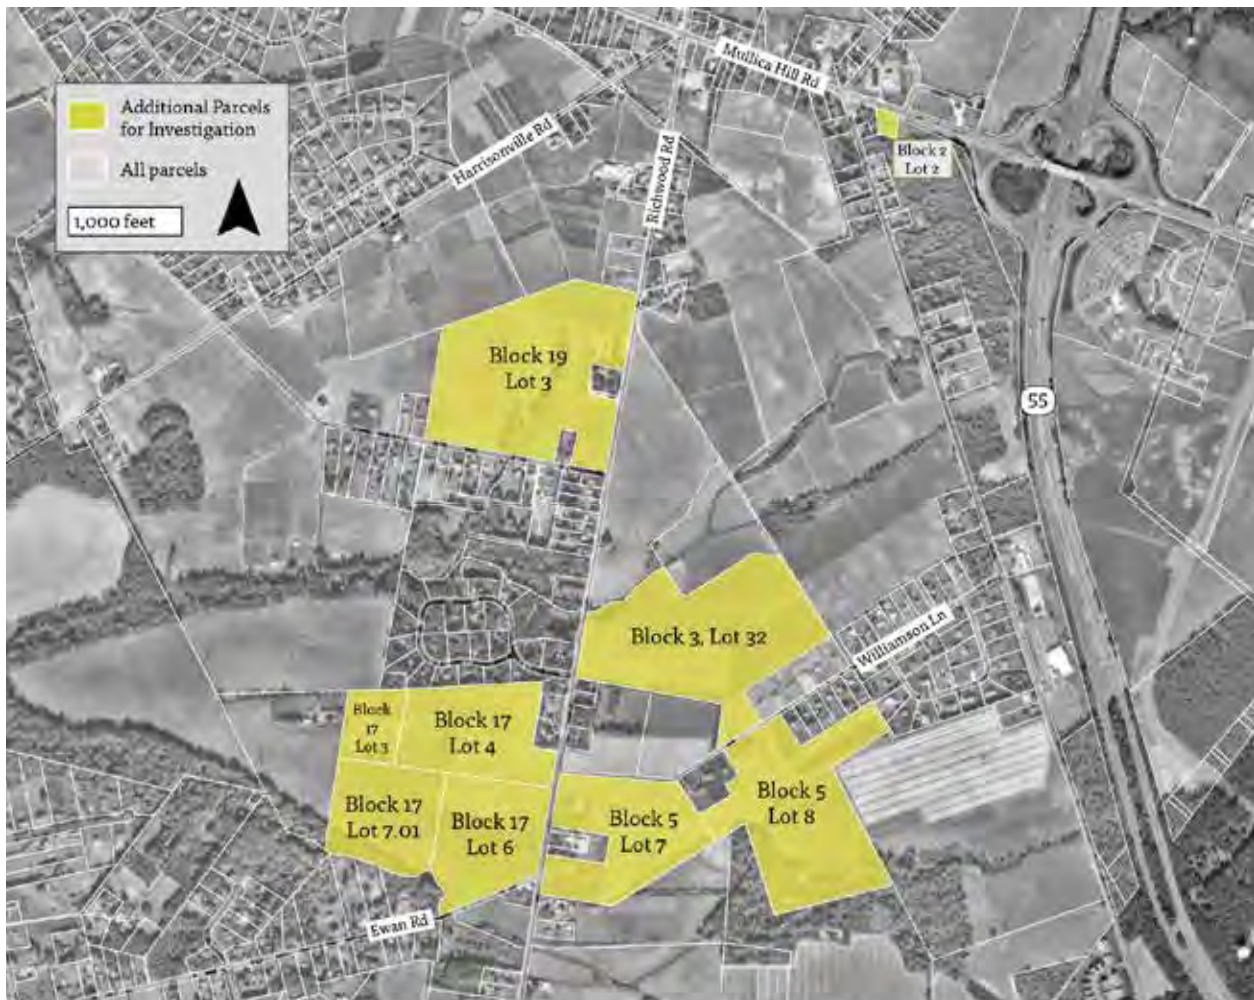 Additional Parcels
for Investigation
All parcels
1,000 feet
Mullica Hill Rd
Harrisonville Rd
Richwood Rd
Block 2
Lot 2
Block 19
Lot 3
55
Block 3, Lot 32
Williamson Ln
Block
17
Lot 3
Block 17
Lot 4
Block 17
Lot 7.01
Block 17
Lot 6
Block 5
Lot 7
Block 5
Lot 8
Ewan Rd